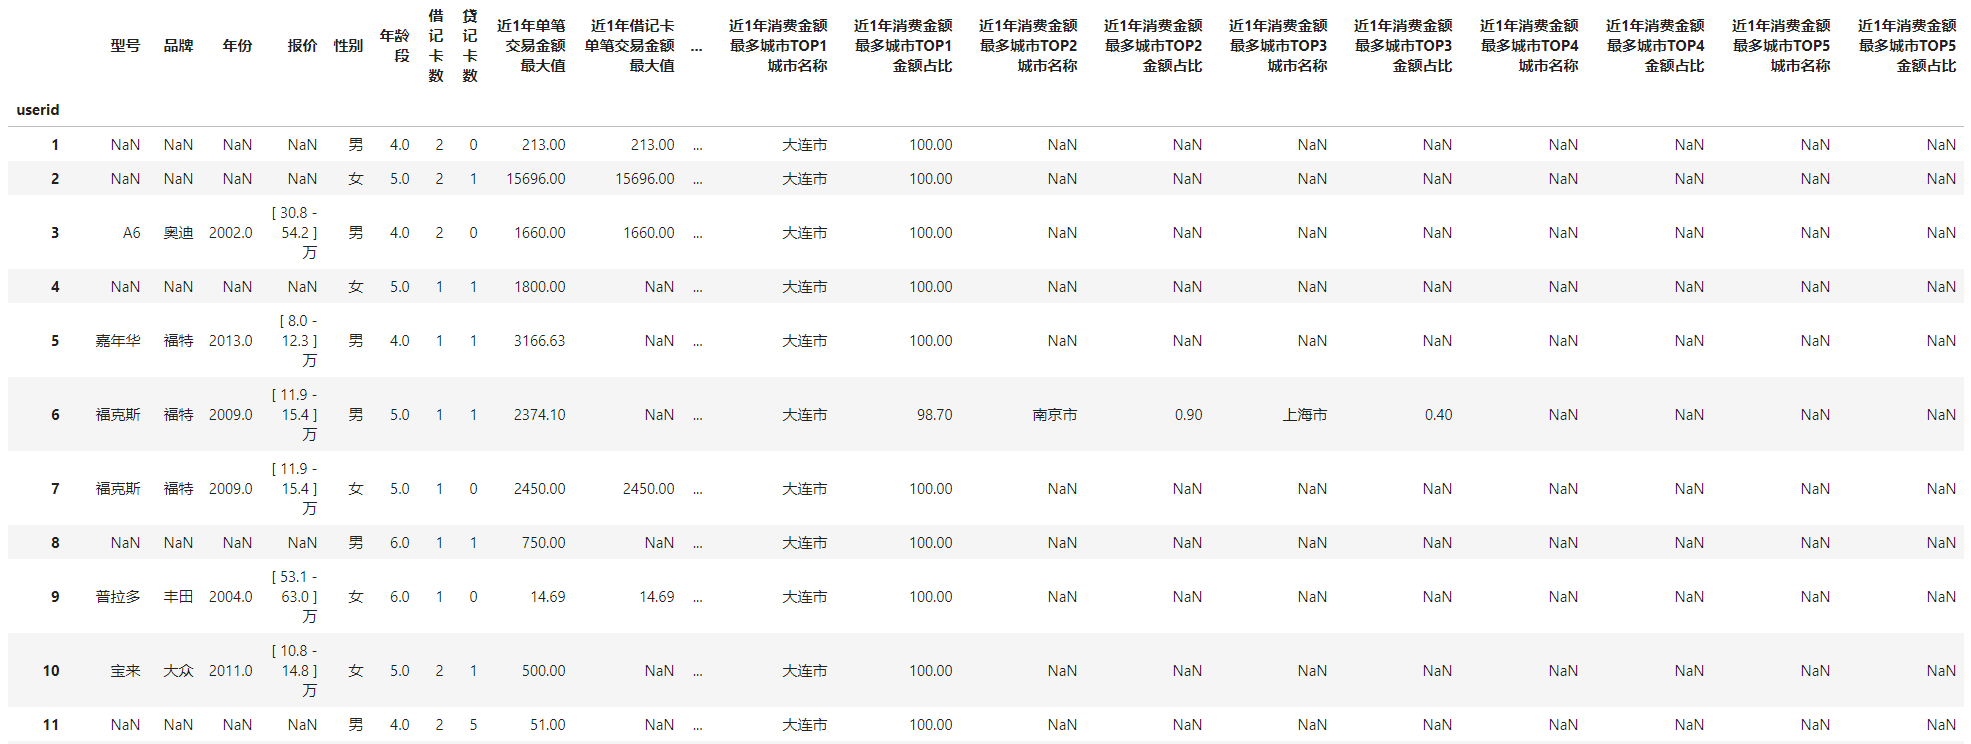 型号 品牌 年份 报价 性别 年龄段 借记卡数 贷记卡数 近1年单笔交易金额最大值 近1年借记卡单笔交易金额最大值 ... 近1年消费金额最多城市TOP1城市名称 近1年消费金额最多城市TOP1金额占比 近1年消费金额最多城市TOP2城市名称 近1年消费金额最多城市TOP2金额占比 近1年消费金额最多城市TOP3城市名称 近1年消费金额最多城市TOP3金额占比 近1年消费金额最多城市TOP4城市名称 近1年消费金额最多城市TOP4金额占比 近1年消费金额最多城市TOP5城市名称 近1年消费金额最多城市TOP5金额占比
userid
1 NaN NaN NaN NaN 男 4.0 2 0 213.00 213.00 ... 大连市 100.00 NaN NaN NaN NaN NaN NaN NaN NaN
2 NaN NaN NaN NaN 女 5.0 2 1 15696.00 15696.00 ... 大连市 100.00 NaN NaN NaN NaN NaN NaN NaN NaN
3 A6 奥迪 2002.0 [ 30.8 - 54.2 ] 万 男 4.0 2 0 1660.00 1660.00 ... 大连市 100.00 NaN NaN NaN NaN NaN NaN NaN NaN
4 NaN NaN NaN NaN 女 5.0 1 1 1800.00 NaN ... 大连市 100.00 NaN NaN NaN NaN NaN NaN NaN NaN
5 嘉年华 福特 2013.0 [ 8.0 - 12.3 ] 万 男 4.0 1 1 3166.63 NaN ... 大连市 100.00 NaN NaN NaN NaN NaN NaN NaN NaN
6 福克斯 福特 2009.0 [ 11.9 - 15.4 ] 万 男 5.0 1 1 2374.10 NaN ... 大连市 98.70 南京市 0.90 上海市 0.40 NaN NaN NaN NaN
7 福克斯 福特 2009.0 [ 11.9 - 15.4 ] 万 女 5.0 1 0 2450.00 2450.00 ... 大连市 100.00 NaN NaN NaN NaN NaN NaN NaN NaN
8 NaN NaN NaN NaN 男 6.0 1 1 750.00 NaN ... 大连市 100.00 NaN NaN NaN NaN NaN NaN NaN NaN
9 普拉多 丰田 2004.0 [ 53.1 - 63.0 ] 万 女 6.0 1 0 14.69 14.69 ... 大连市 100.00 NaN NaN NaN NaN NaN NaN NaN NaN
10 宝来 大众 2011.0 [ 10.8 - 14.8 ] 万 女 5.0 2 1 500.00 NaN ... 大连市 100.00 NaN NaN NaN NaN NaN NaN NaN NaN
11 NaN NaN NaN NaN 男 4.0 2 5 51.00 NaN ... 大连市 100.00 NaN NaN NaN NaN NaN NaN NaN NaN